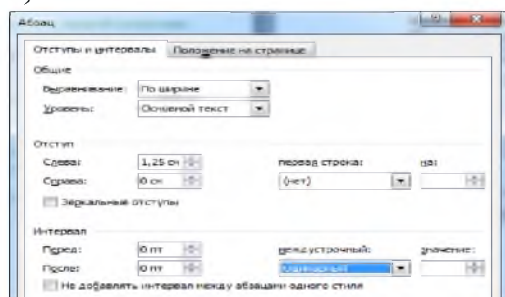 Абзац
Отступы и интервалы Положение на странице
Общие
Выравнивание: По ширине
Уровень: Основной текст
Отступ
Слева: 1,25 см первая строка: на:
Справа: 0 см (нет)
Зеркальные отступы
Интервал
Перед: 0 пт междустрочный: значение:
После: 0 пт Одинарный
Не добавлять интервал между абзацами одного стиля